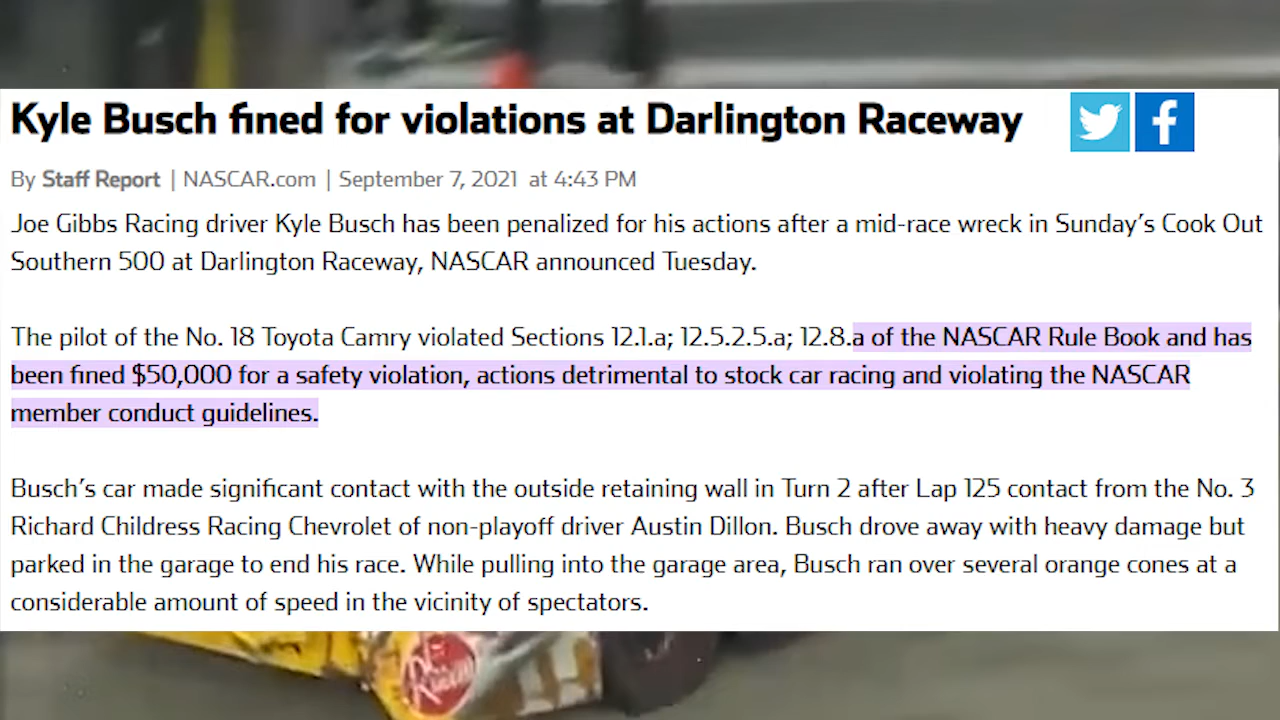 Kyle Busch fined for violations at Darlington Raceway
By Staff Report | NASCAR.com | September 7, 2021 at 4:43 PM
Joe Gibbs Racing driver Kyle Busch has been penalized for his actions after a mid-race wreck in Sunday’s Cook Out
Southern 500 at Darlington Raceway, NASCAR announced Tuesday.
The pilot of the No. 18 Toyota Camry violated Sections 12.1.a; 12.5.2.5.a; 12.8.a of the NASCAR Rule Book and has
been fined $50,000 for a safety violation, actions detrimental to stock car racing and violating the NASCAR
member conduct guidelines.
Busch’s car made significant contact with the outside retaining wall in Turn 2 after Lap 125 contact from the No. 3
Richard Childress Racing Chevrolet of non-playoff driver Austin Dillon. Busch drove away with heavy damage but
parked in the garage to end his race. While pulling into the garage area, Busch ran over several orange cones at a
considerable amount of speed in the vicinity of spectators.